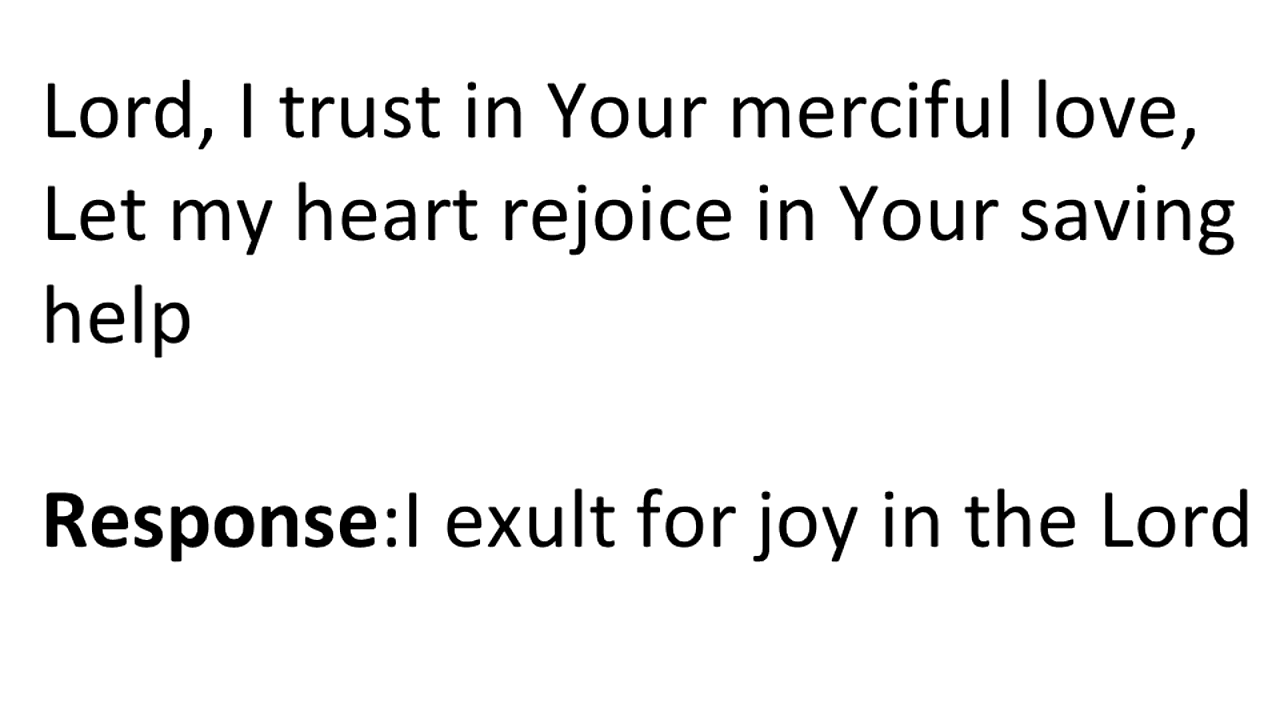 Lord, I trust in Your merciful love,
Let my heart rejoice in Your saving
help
Response:I exult for joy in the Lord